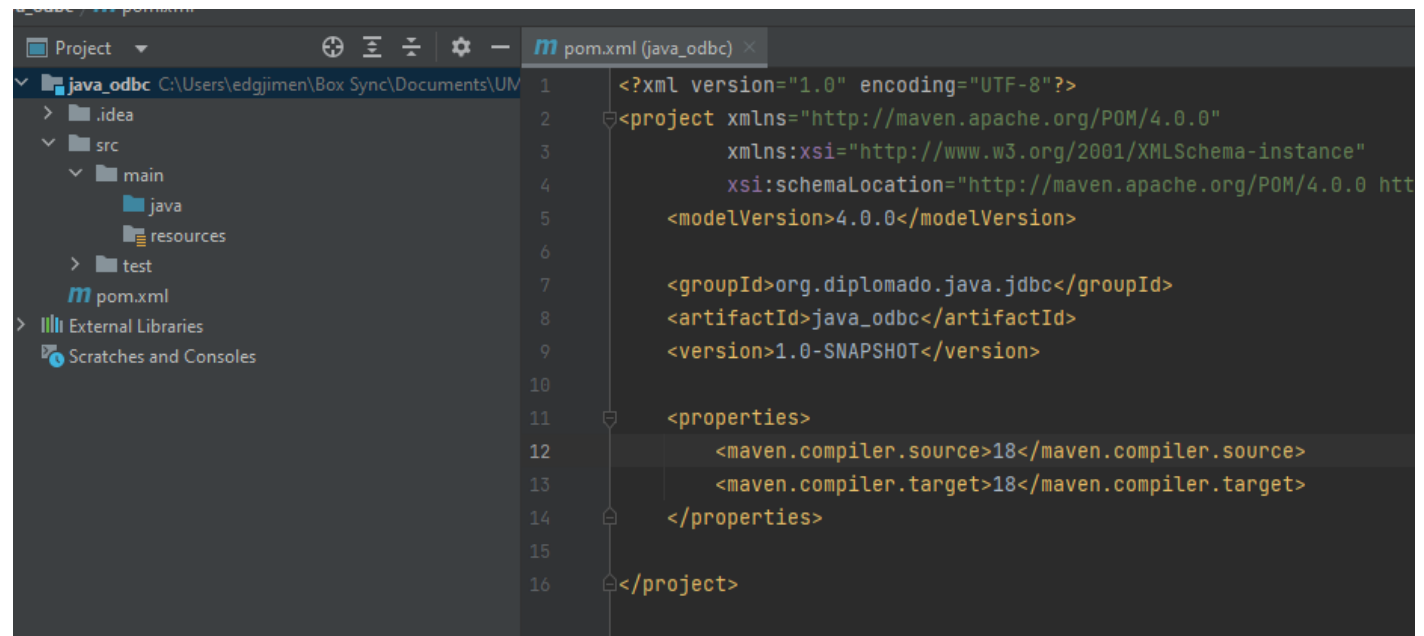 pom.xml
Project
java_odbc C:\Users\edgjimen\Box Sync\Documents\UM
.idea
src
main
java
resources
test
m pom.xml
External Libraries
Scratches and Consoles
m pom.xml (java_odbc)
1 <?xml version="1.0" encoding="UTF-8"?>
2 <project xmlns="http://maven.apache.org/POM/4.0.0"
3 xmlns:xsi="http://www.w3.org/2001/XMLSchema-instance"
4 xsi:schemaLocation="http://maven.apache.org/POM/4.0.0 htt
5 <modelVersion>4.0.0</modelVersion>
6
7 <groupId>org.diplomado.java.jdbc</groupId>
8 <artifactId>java_odbc</artifactId>
9 <version>1.0-SNAPSHOT</version>
10
11 <properties>
12 <maven.compiler.source>18</maven.compiler.source>
13 <maven.compiler.target>18</maven.compiler.target>
14 </properties>
15
16 </project>